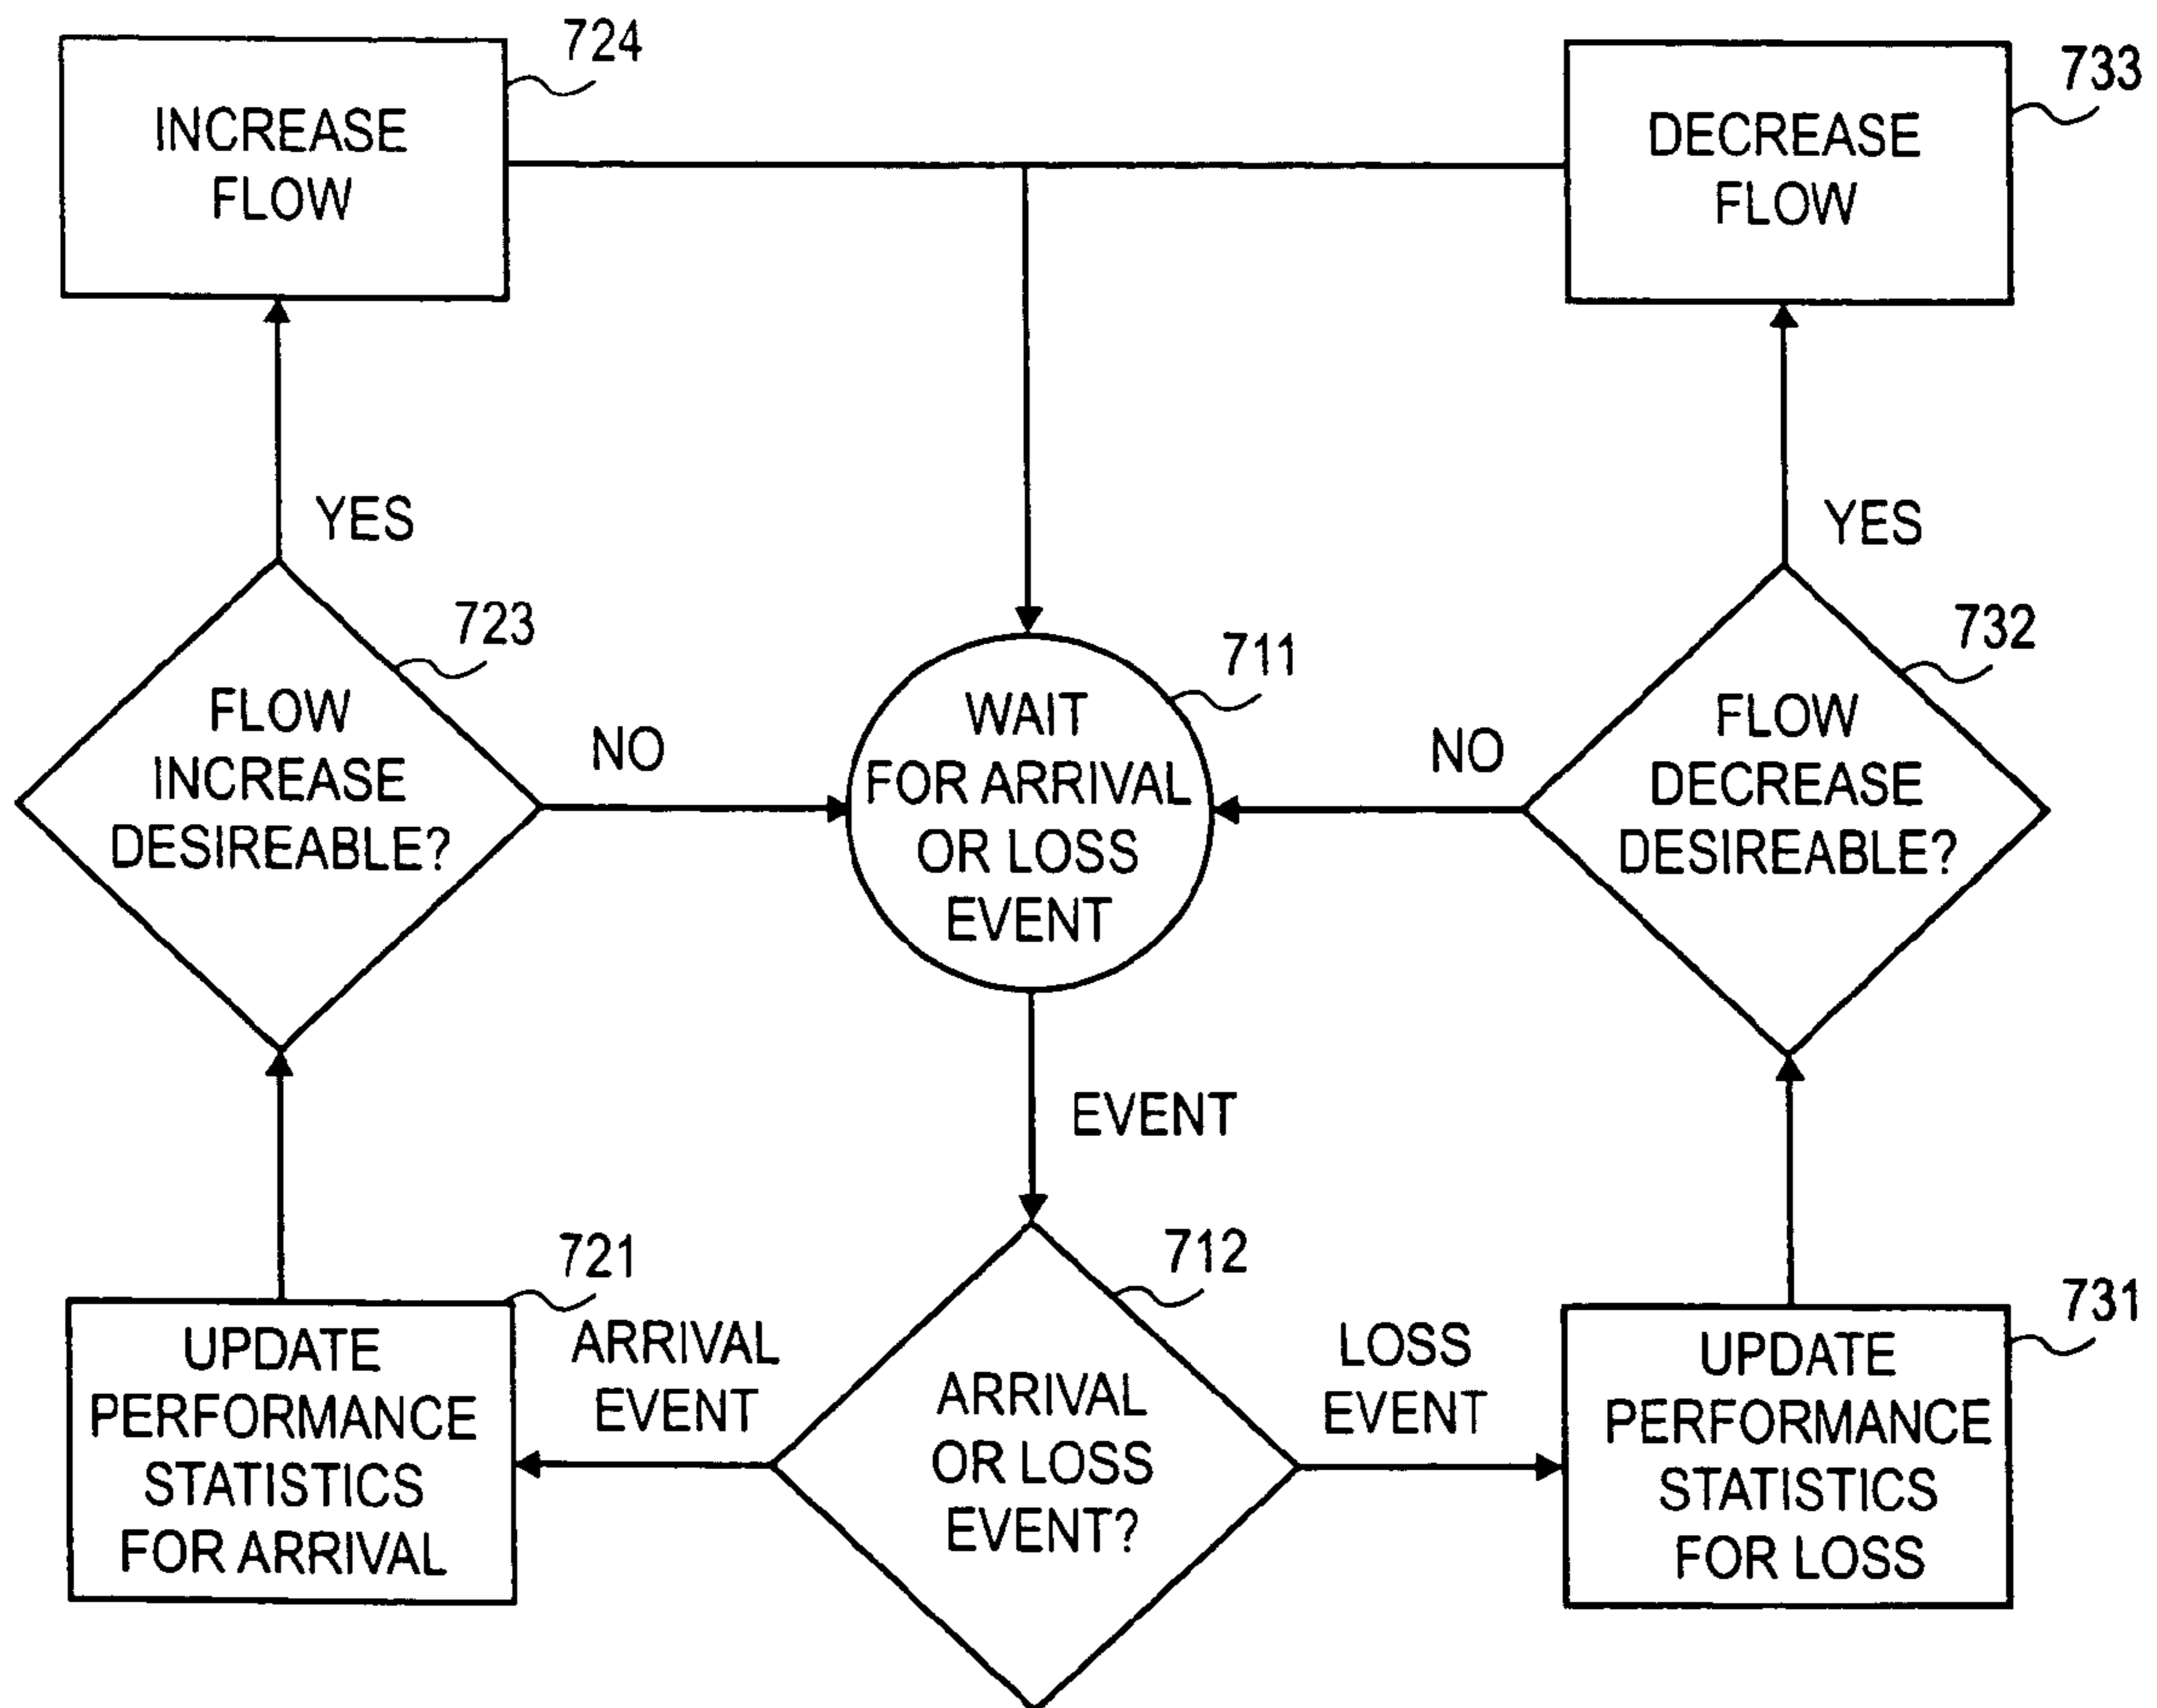 724
INCREASE
FLOW
733
DECREASE
FLOW
YES
YES
723
FLOW
INCREASE
DESIREABLE?
NO
711
WAIT
FOR ARRIVAL
OR LOSS
EVENT
NO
732
FLOW
DECREASE
DESIREABLE?
EVENT
721
UPDATE
PERFORMANCE
STATISTICS
FOR ARRIVAL
ARRIVAL
EVENT
712
ARRIVAL
OR LOSS
EVENT?
LOSS
EVENT
731
UPDATE
PERFORMANCE
STATISTICS
FOR LOSS